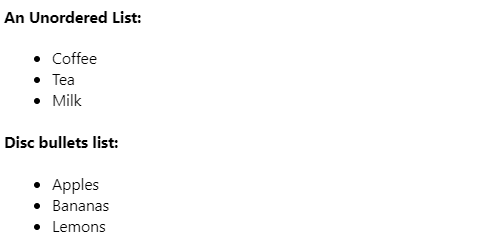 An Unordered List:
• Coffee
• Tea
• Milk
Disc bullets list:
• Apples
• Bananas
• Lemons